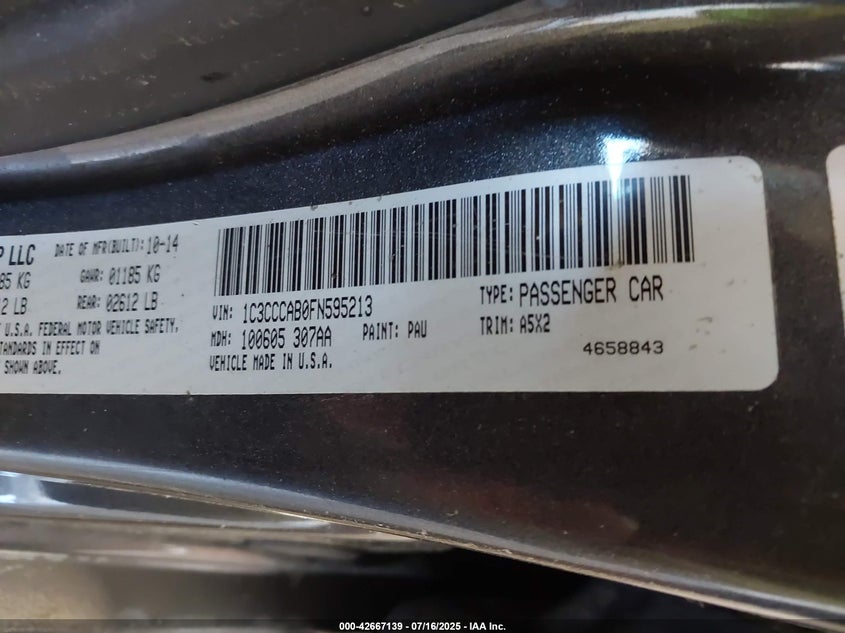 P LLC DATE OF MFR(BUILT): 10-14
85 KG GAWR: 01185 KG
12 LB REAR: 02612 LB
T U.S.A. FEDERAL MOTOR VEHICLE SAFETY,
TANDARDS IN EFFECT ON
SHOWN ABOVE.
VIN: 1C3CCCAB0FN595213 TYPE: PASSENGER CAR
MDH: 100605 307AA PAINT: PAU TRIM: A5X2
VEHICLE MADE IN U.S.A. 4658843
000-42667139 - 07/16/2025 - IAA Inc.